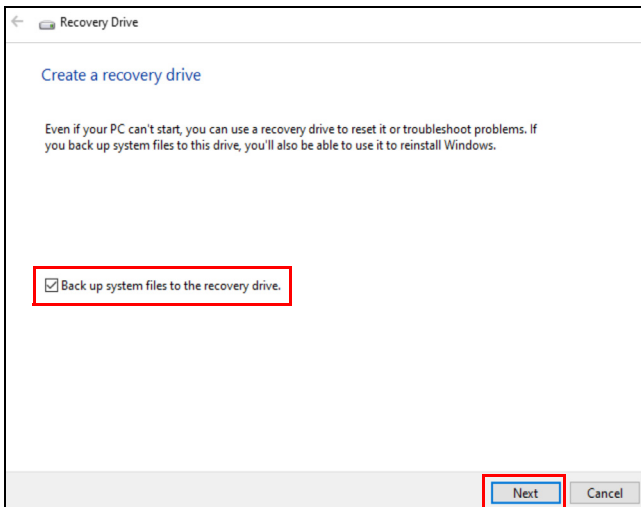 Recovery Drive
Create a recovery drive
Even if your PC can't start, you can use a recovery drive to reset it or troubleshoot problems. If
you back up system files to this drive, you'll also be able to use it to reinstall Windows.
Back up system files to the recovery drive.
Next Cancel